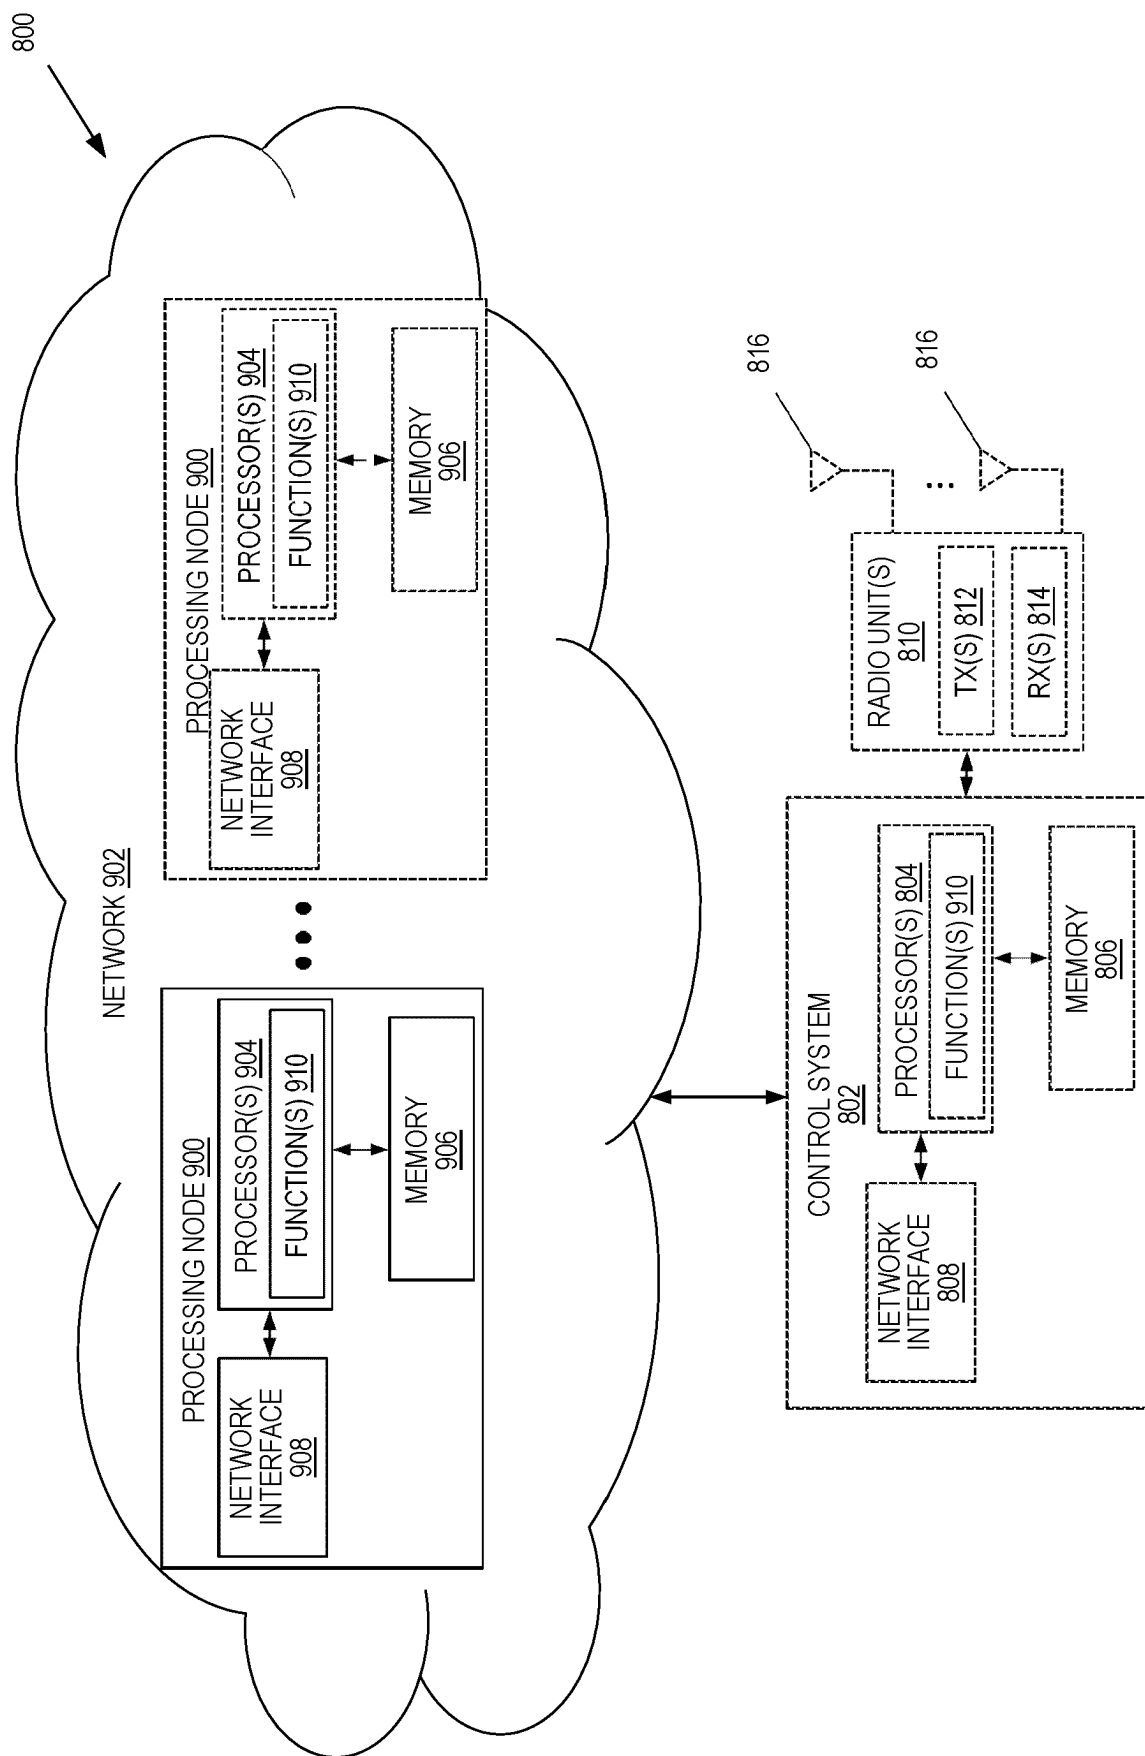 800
NETWORK 902
PROCESSING NODE 900
NETWORK
INTERFACE
908
PROCESSOR(S) 904
FUNCTION(S) 910
MEMORY
906
PROCESSING NODE 900
NETWORK
INTERFACE
908
PROCESSOR(S) 904
FUNCTION(S) 910
MEMORY
906
CONTROL SYSTEM
802
NETWORK
INTERFACE
808
PROCESSOR(S) 804
FUNCTION(S) 910
MEMORY
806
RADIO UNIT(S)
810
TX(S) 812
RX(S) 814
816
...
816